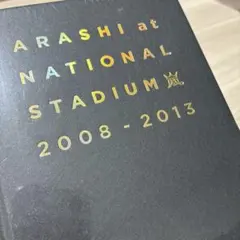 ARASHI at
NATIONAL
STADIUM 嵐
2008-2013